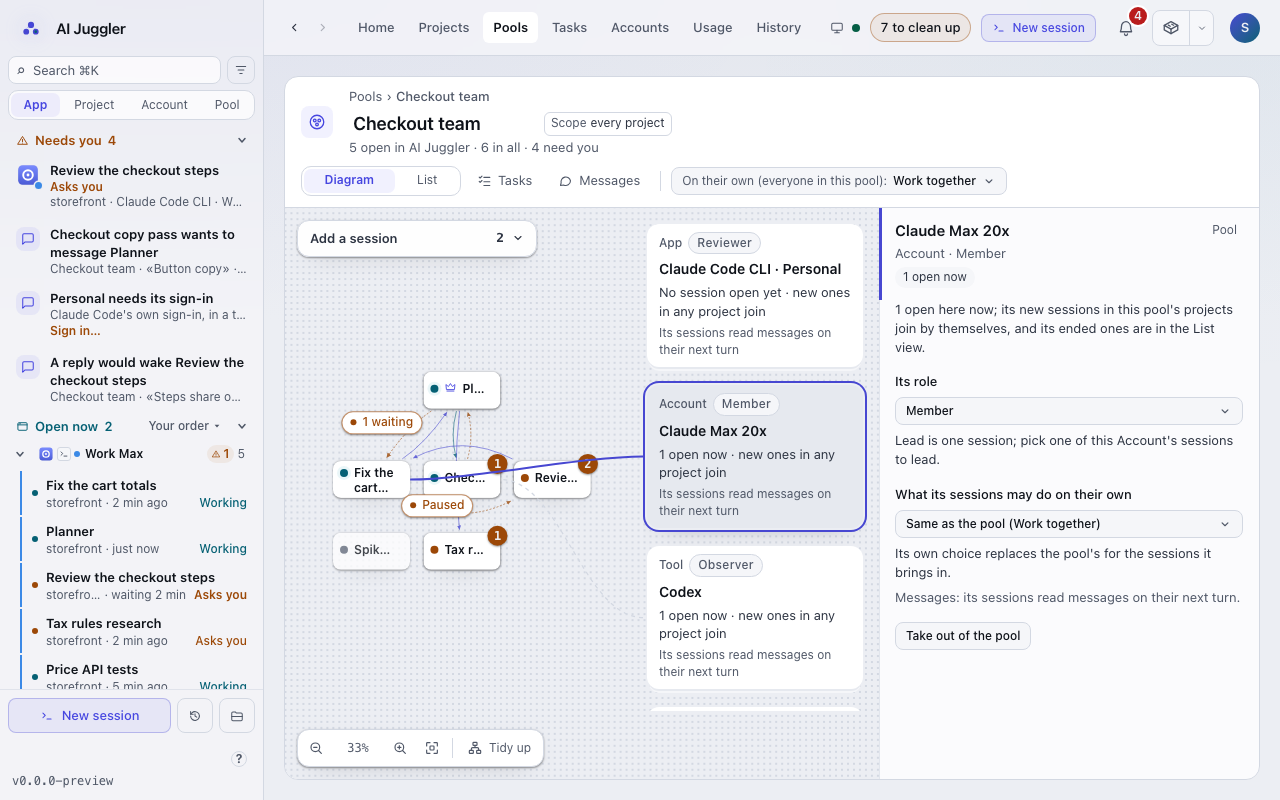 AI Juggler
Search ⌘K
App
Project
Account
Pool
Needs you 4
Review the checkout steps
Asks you
storefront · Claude Code CLI · W...
Checkout copy pass wants to
message Planner
Checkout team · «Button copy» ·...
Personal needs its sign-in
Claude Code's own sign-in, in a t...
Sign in...
A reply would wake Review the
checkout steps
Checkout team · «Steps share o...
Open now 2
Your order
Work Max
1
5
Fix the cart totals
storefront · 2 min ago
Working
Planner
storefront · just now
Working
Review the checkout steps
storefro... · waiting 2 min
Asks you
Tax rules research
storefront · 2 min ago
Asks you
Price API tests
storefront · 5 min ago
Working
New session
?
v0.0.0-preview
Home
Projects
Pools
Tasks
Accounts
Usage
History
7 to clean up
New session
4
S
Pools › Checkout team
Checkout team
Scope every project
5 open in AI Juggler · 6 in all · 4 need you
Diagram
List
Tasks
Messages
On their own (everyone in this pool): Work together
Add a session
2
Pl...
1 waiting
Fix the
cart...
Chec...
1
Revie...
2
Paused
Spik...
Tax r...
1
33%
Tidy up
App
Reviewer
Claude Code CLI · Personal
No session open yet · new ones
in any project join
Its sessions read messages on
their next turn
Account
Member
Claude Max 20x
1 open now · new ones in any
project join
Its sessions read messages on
their next turn
Tool
Observer
Codex
1 open now · new ones in any
project join
Its sessions read messages on
their next turn
Claude Max 20x
Pool
Account · Member
1 open now
1 open here now; its new sessions in this pool's projects
join by themselves, and its ended ones are in the List
view.
Its role
Member
Lead is one session; pick one of this Account's sessions
to lead.
What its sessions may do on their own
Same as the pool (Work together)
Its own choice replaces the pool's for the sessions it
brings in.
Messages: its sessions read messages on their next turn.
Take out of the pool